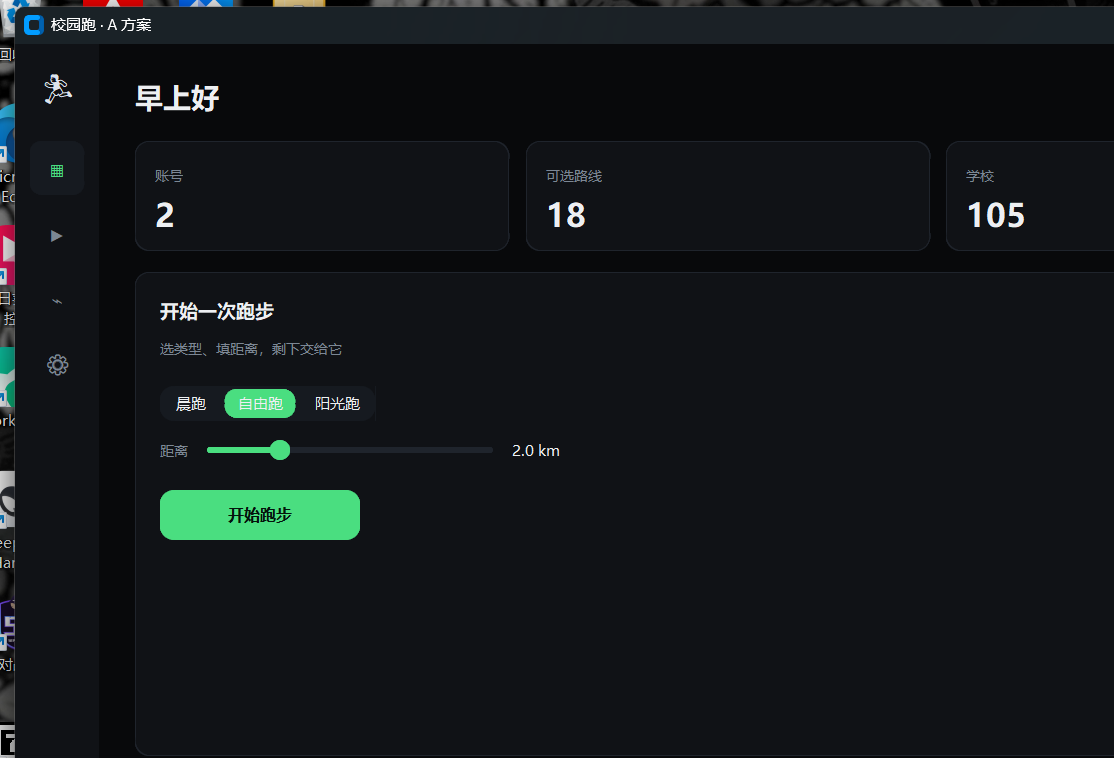 校园跑 · A 方案
早上好
账号
2
可选路线
18
学校
105
开始一次跑步
选类型、填距离，剩下交给它
晨跑 自由跑 阳光跑
距离 2.0 km
开始跑步